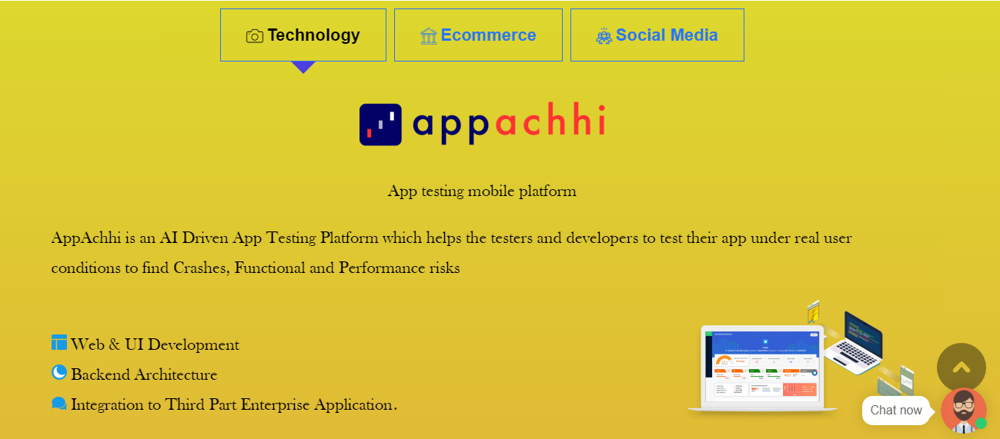 Technology
Ecommerce
Social Media
appachhi
App testing mobile platform
AppAchhi is an AI Driven App Testing Platform which helps the testers and developers to test their app under real user
conditions to find Crashes, Functional and Performance risks
Web & UI Development
Backend Architecture
Integration to Third Part Enterprise Application.
Chat now